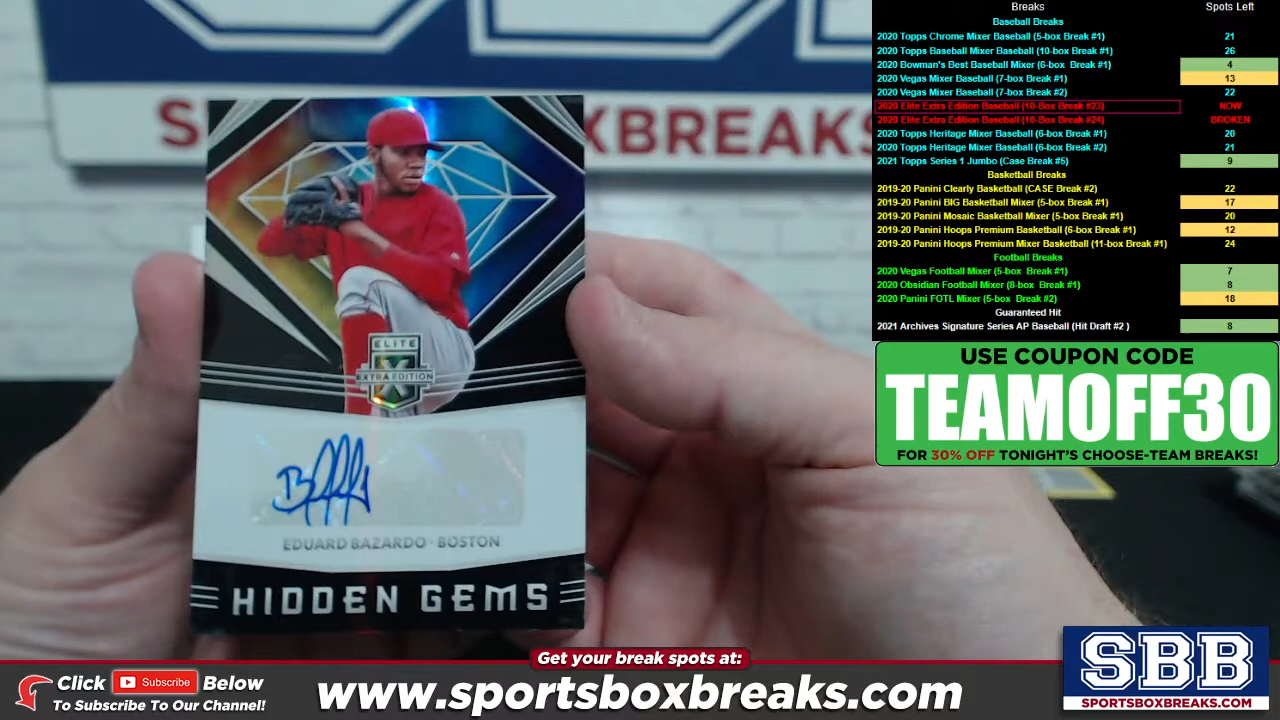 SPORTSBOXBREAKS
ELITE
EXTRA EDITION
EDUARD BAZARDO · BOSTON
HIDDEN GEMS
Breaks Spots Left
Baseball Breaks
2020 Topps Chrome Mixer Baseball (5-box Break #1) 21
2020 Topps Baseball Mixer Baseball (10-box Break #1) 26
2020 Bowman's Best Baseball Mixer (6-box Break #1) 4
2020 Vegas Mixer Baseball (7-box Break #1) 13
2020 Vegas Mixer Baseball (7-box Break #2) 22
2020 Elite Extra Edition Baseball (10-Box Break #23) NOW
2020 Elite Extra Edition Baseball (10-Box Break #24) BROKEN
2020 Topps Heritage Mixer Baseball (6-box Break #1) 20
2020 Topps Heritage Mixer Baseball (6-box Break #2) 21
2021 Topps Series 1 Jumbo (Case Break #5) 9
Basketball Breaks
2019-20 Panini Clearly Basketball (CASE Break #2) 22
2019-20 Panini BIG Basketball Mixer (5-box Break #1) 17
2019-20 Panini Mosaic Basketball Mixer (5-box Break #1) 20
2019-20 Panini Hoops Premium Basketball (6-box Break #1) 12
2019-20 Panini Hoops Premium Mixer Basketball (11-box Break #1) 24
Football Breaks
2020 Vegas Football Mixer (5-box Break #1) 7
2020 Obsidian Football Mixer (8-box Break #1) 8
2020 Panini FOTL Mixer (5-box Break #2) 18
Guaranteed Hit
2021 Archives Signature Series AP Baseball (Hit Draft #2 ) 8
USE COUPON CODE
TEAMOFF30
FOR 30% OFF TONIGHT'S CHOOSE-TEAM BREAKS!
Get your break spots at:
Click Subscribe Below
To Subscribe To Our Channel!
www.sportsboxbreaks.com
SBB
SPORTSBOXBREAKS.COM